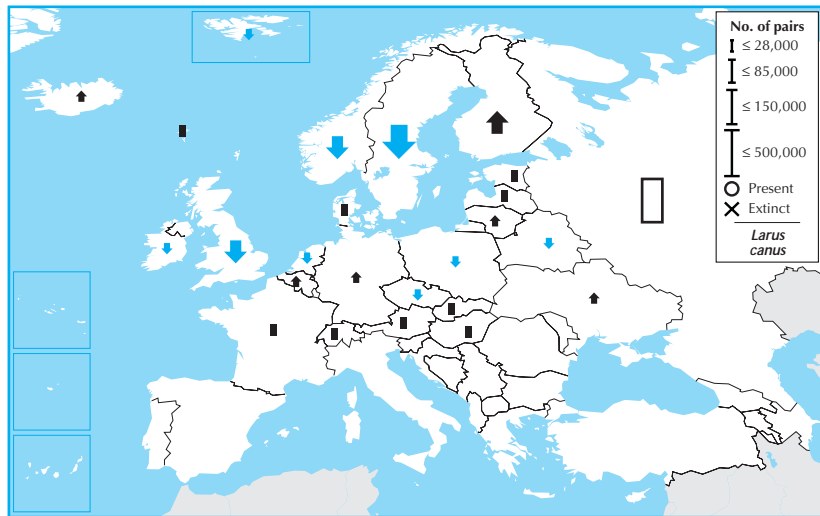 No. of pairs
≤ 28,000
≤ 85,000
≤ 150,000
≤ 500,000
Present
Extinct
Larus
canus